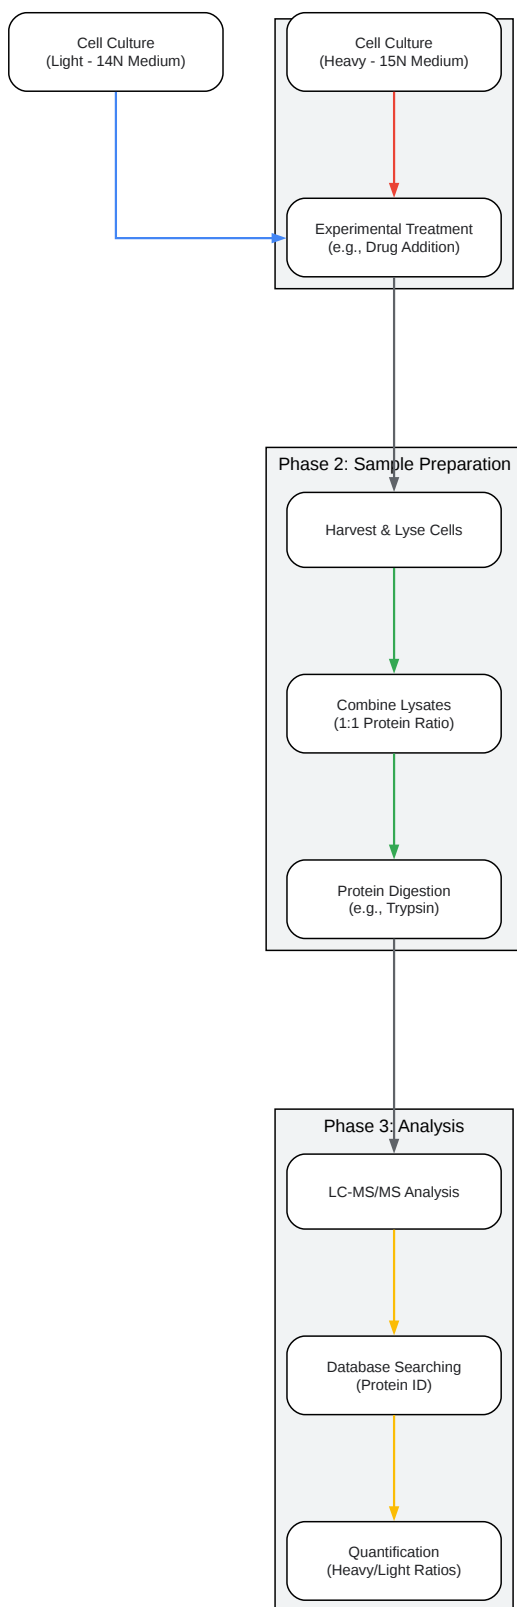 Cell Culture
(Light - 14N Medium)
Cell Culture
(Heavy - 15N Medium)
Experimental Treatment
(e.g., Drug Addition)
Phase 2: Sample Preparation
Harvest & Lyse Cells
Combine Lysates
(1:1 Protein Ratio)
Protein Digestion
(e.g., Trypsin)
Phase 3: Analysis
LC-MS/MS Analysis
Database Searching
(Protein ID)
Quantification
(Heavy/Light Ratios)